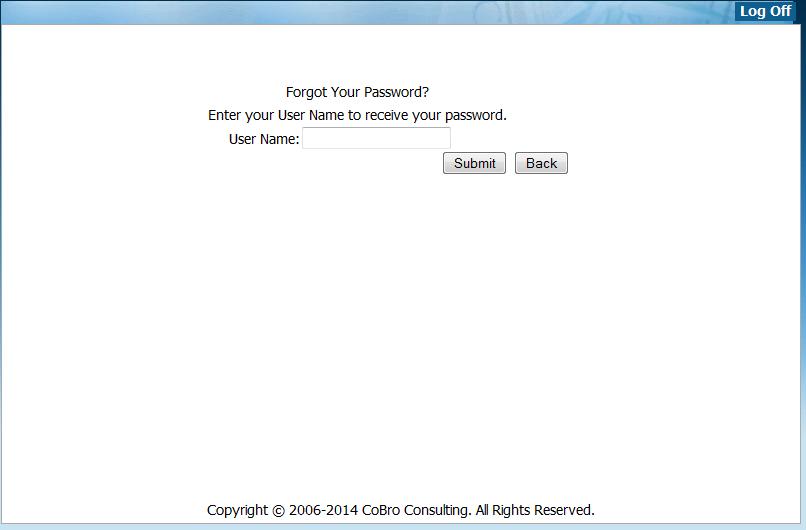 Log Off
Forgot Your Password?
Enter your User Name to receive your password.
User Name:
Submit Back
Copyright © 2006-2014 CoBro Consulting. All Rights Reserved.